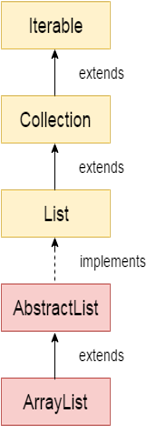 Iterable
extends
Collection
extends
List
implements
AbstractList
extends
ArrayList